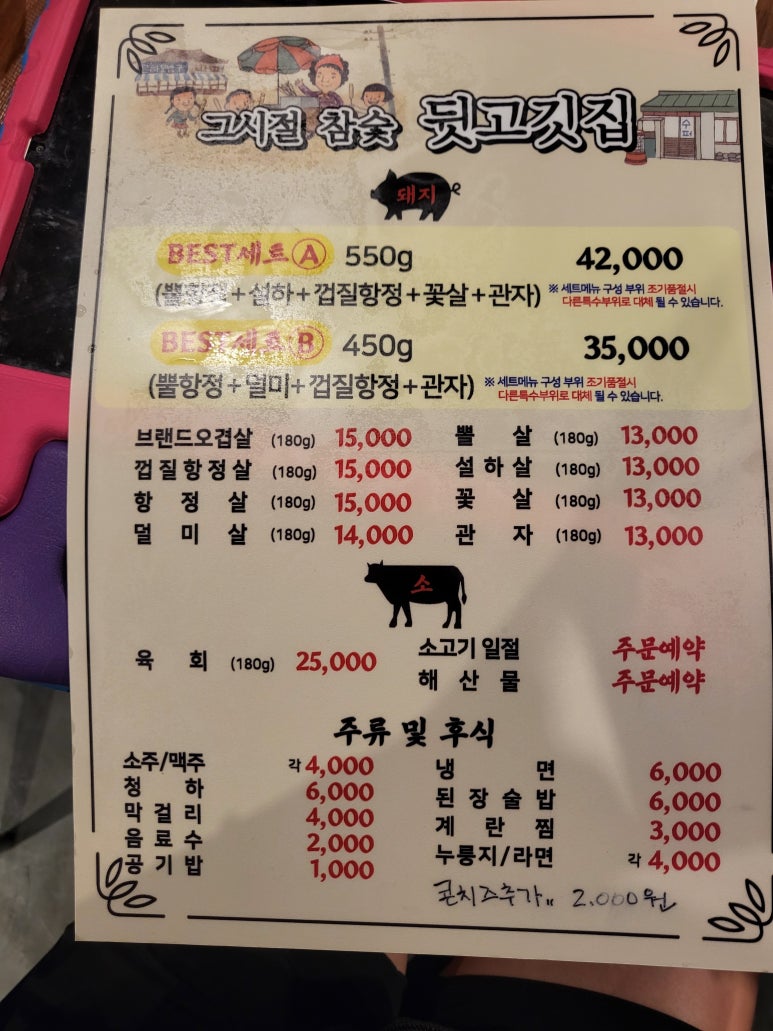 그시절 참숯 뒷고깃집
수퍼
돼지
BEST세트 Ⓐ 550g 42,000
(뽈항정+설하+껍질항정+꽃살+관자) ※ 세트메뉴 구성 부위 조기품절시
다른특수부위로 대체 될 수 있습니다.
BEST세트 Ⓑ 450g 35,000
(뽈항정+덜미+껍질항정+관자) ※ 세트메뉴 구성 부위 조기품절시
다른특수부위로 대체 될 수 있습니다.
브랜드오겹살 (180g) 15,000 뽈 살 (180g) 13,000
껍질항정살 (180g) 15,000 설하살 (180g) 13,000
항 정 살 (180g) 15,000 꽃 살 (180g) 13,000
덜 미 살 (180g) 14,000 관 자 (180g) 13,000
소
육 회 (180g) 25,000 소고기 일절 주문예약
해 산 물 주문예약
주류 및 후식
소주/맥주 각 4,000 냉 면 6,000
청 하 6,000 된장술밥 6,000
막걸리 4,000 계 란 찜 3,000
음료수 2,000 누룽지/라면 각 4,000
공기밥 1,000
콘치즈추가〃 2.000원